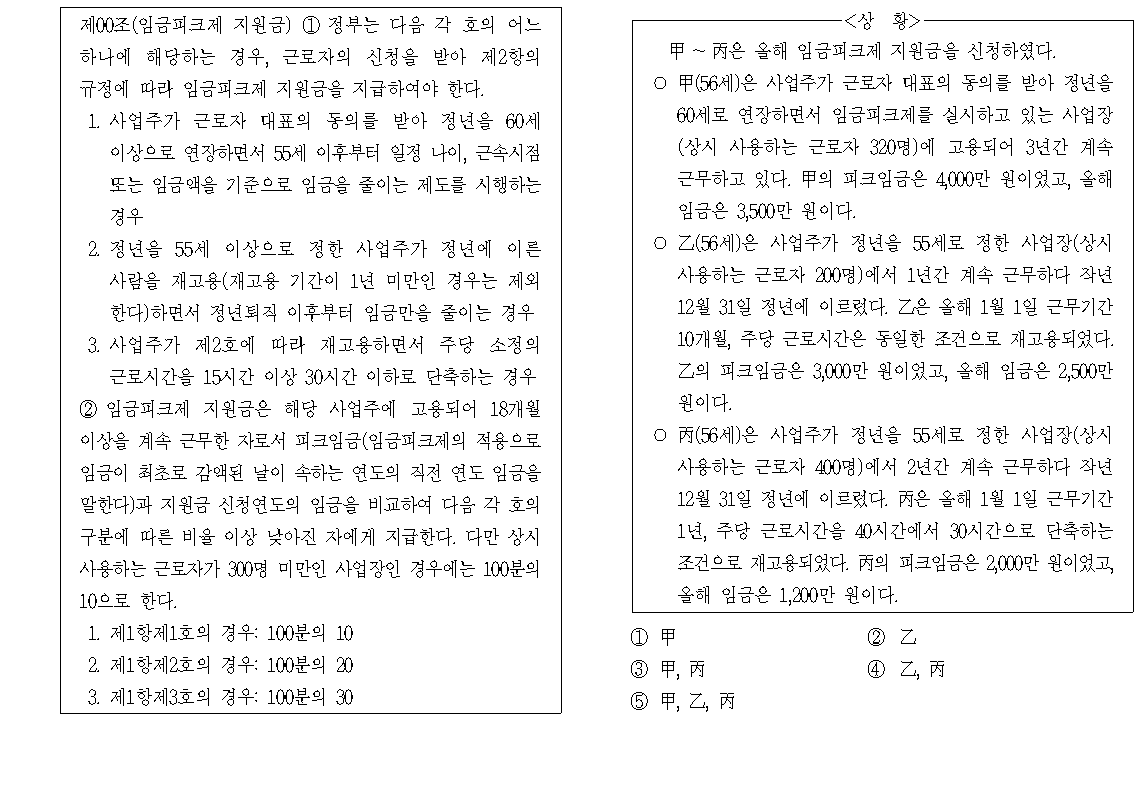 제00조(임금피크제 지원금) ① 정부는 다음 각 호의 어느
하나에 해당하는 경우, 근로자의 신청을 받아 제2항의
규정에 따라 임금피크제 지원금을 지급하여야 한다.
1. 사업주가 근로자 대표의 동의를 받아 정년을 60세
이상으로 연장하면서 55세 이후부터 일정 나이, 근속시점
또는 임금액을 기준으로 임금을 줄이는 제도를 시행하는
경우
2. 정년을 55세 이상으로 정한 사업주가 정년에 이른
사람을 재고용(재고용 기간이 1년 미만인 경우는 제외
한다)하면서 정년퇴직 이후부터 임금만을 줄이는 경우
3. 사업주가 제2호에 따라 재고용하면서 주당 소정의
근로시간을 15시간 이상 30시간 이하로 단축하는 경우
② 임금피크제 지원금은 해당 사업주에 고용되어 18개월
이상을 계속 근무한 자로서 피크임금(임금피크제의 적용으로
임금이 최초로 감액된 날이 속하는 연도의 직전 연도 임금을
말한다)과 지원금 신청연도의 임금을 비교하여 다음 각 호의
구분에 따른 비율 이상 낮아진 자에게 지급한다. 다만 상시
사용하는 근로자가 300명 미만인 사업장인 경우에는 100분의
10으로 한다.
1. 제1항제1호의 경우: 100분의 10
2. 제1항제2호의 경우: 100분의 20
3. 제1항제3호의 경우: 100분의 30
<상 황>
甲 ~ 丙은 올해 임금피크제 지원금을 신청하였다.
○ 甲(56세)은 사업주가 근로자 대표의 동의를 받아 정년을
60세로 연장하면서 임금피크제를 실시하고 있는 사업장
(상시 사용하는 근로자 320명)에 고용되어 3년간 계속
근무하고 있다. 甲의 피크임금은 4,000만 원이었고, 올해
임금은 3,500만 원이다.
○ 乙(56세)은 사업주가 정년을 55세로 정한 사업장(상시
사용하는 근로자 200명)에서 1년간 계속 근무하다 작년
12월 31일 정년에 이르렀다. 乙은 올해 1월 1일 근무기간
10개월, 주당 근로시간은 동일한 조건으로 재고용되었다.
乙의 피크임금은 3,000만 원이었고, 올해 임금은 2,500만
원이다.
○ 丙(56세)은 사업주가 정년을 55세로 정한 사업장(상시
사용하는 근로자 400명)에서 2년간 계속 근무하다 작년
12월 31일 정년에 이르렀다. 丙은 올해 1월 1일 근무기간
1년, 주당 근로시간을 40시간에서 30시간으로 단축하는
조건으로 재고용되었다. 丙의 피크임금은 2,000만 원이었고,
올해 임금은 1,200만 원이다.
① 甲 ② 乙
③ 甲, 丙 ④ 乙, 丙
⑤ 甲, 乙, 丙